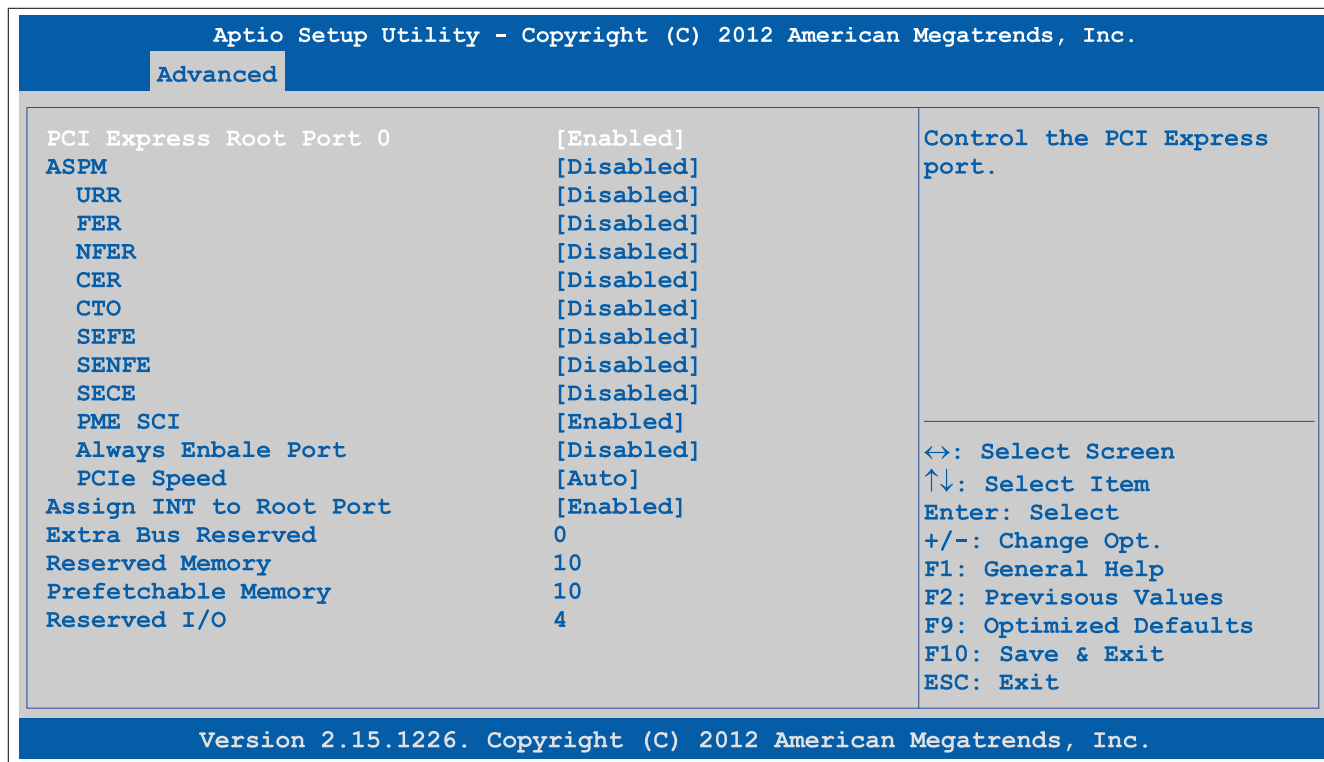 Aptio Setup Utility - Copyright (C) 2012 American Megatrends, Inc.
Advanced
PCI Express Root Port 0 [Enabled]
ASPM [Disabled]
URR [Disabled]
FER [Disabled]
NFER [Disabled]
CER [Disabled]
CTO [Disabled]
SEFE [Disabled]
SENFE [Disabled]
SECE [Disabled]
PME SCI [Enabled]
Always Enbale Port [Disabled]
PCIe Speed [Auto]
Assign INT to Root Port [Enabled]
Extra Bus Reserved 0
Reserved Memory 10
Prefetchable Memory 10
Reserved I/O 4
Control the PCI Express
port.
↔: Select Screen
↑↓: Select Item
Enter: Select
+/-: Change Opt.
F1: General Help
F2: Previsous Values
F9: Optimized Defaults
F10: Save & Exit
ESC: Exit
Version 2.15.1226. Copyright (C) 2012 American Megatrends, Inc.